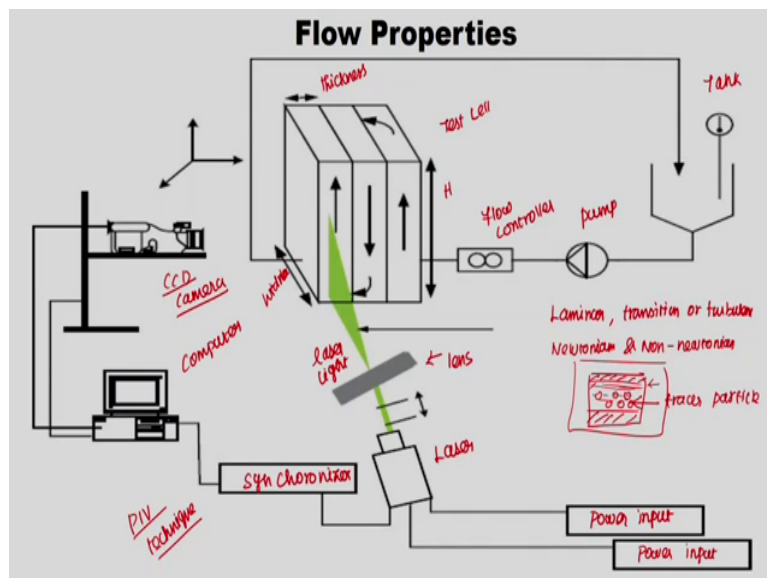 Flow Properties
Thickness
Test Cell
Tank
H
Flow
controller
pump
width
CCD
camera
Computer
laser
light
lens
Laminar, transition or turbulen
Newtonian & Non-newtonian
tracer particle
Laser
Synchoronizer
PIV
technique
Power input
Power input